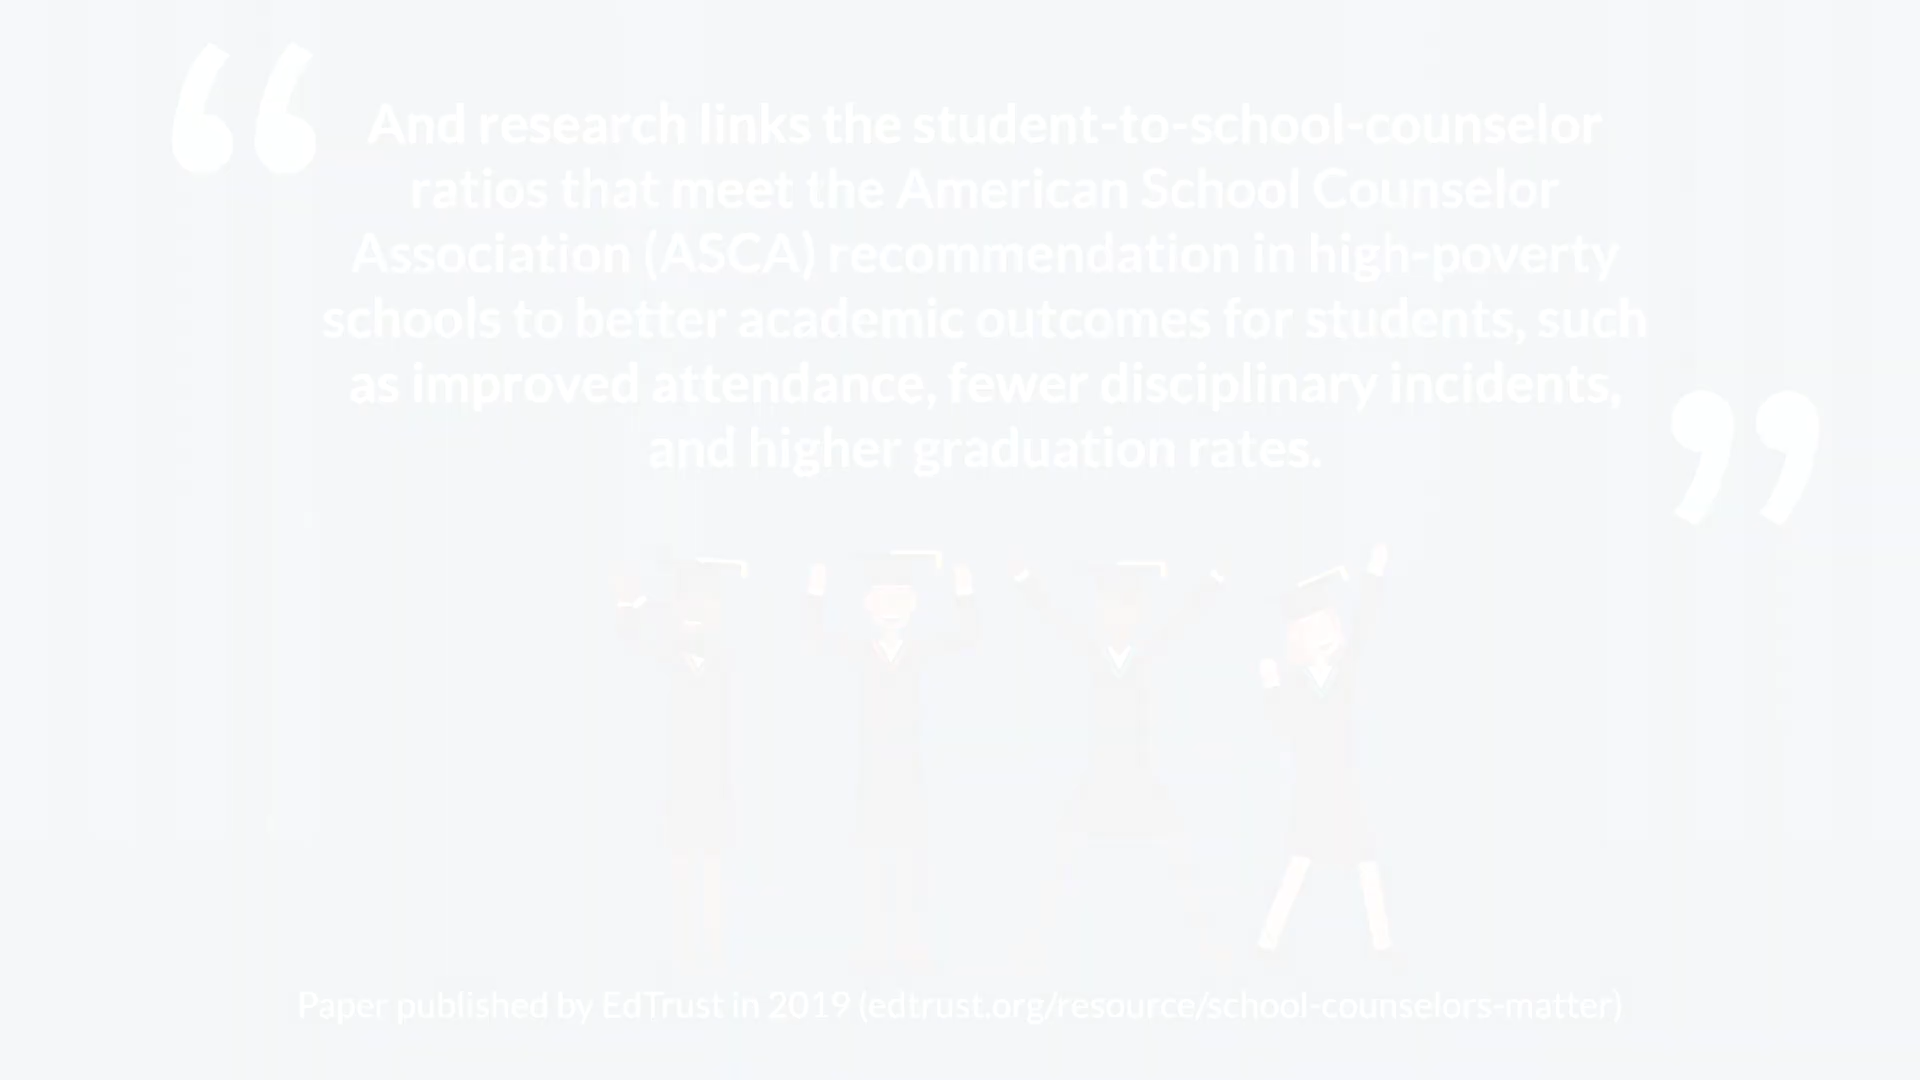 “ And research links the student-to-school-counselor
ratios that meet the American School Counselor
Association (ASCA) recommendation in high-poverty
schools to better academic outcomes for students, such
as improved attendance, fewer disciplinary incidents,
and higher graduation rates. ”
Paper published by EdTrust in 2019 (edtrust.org/resource/school-counselors-matter)